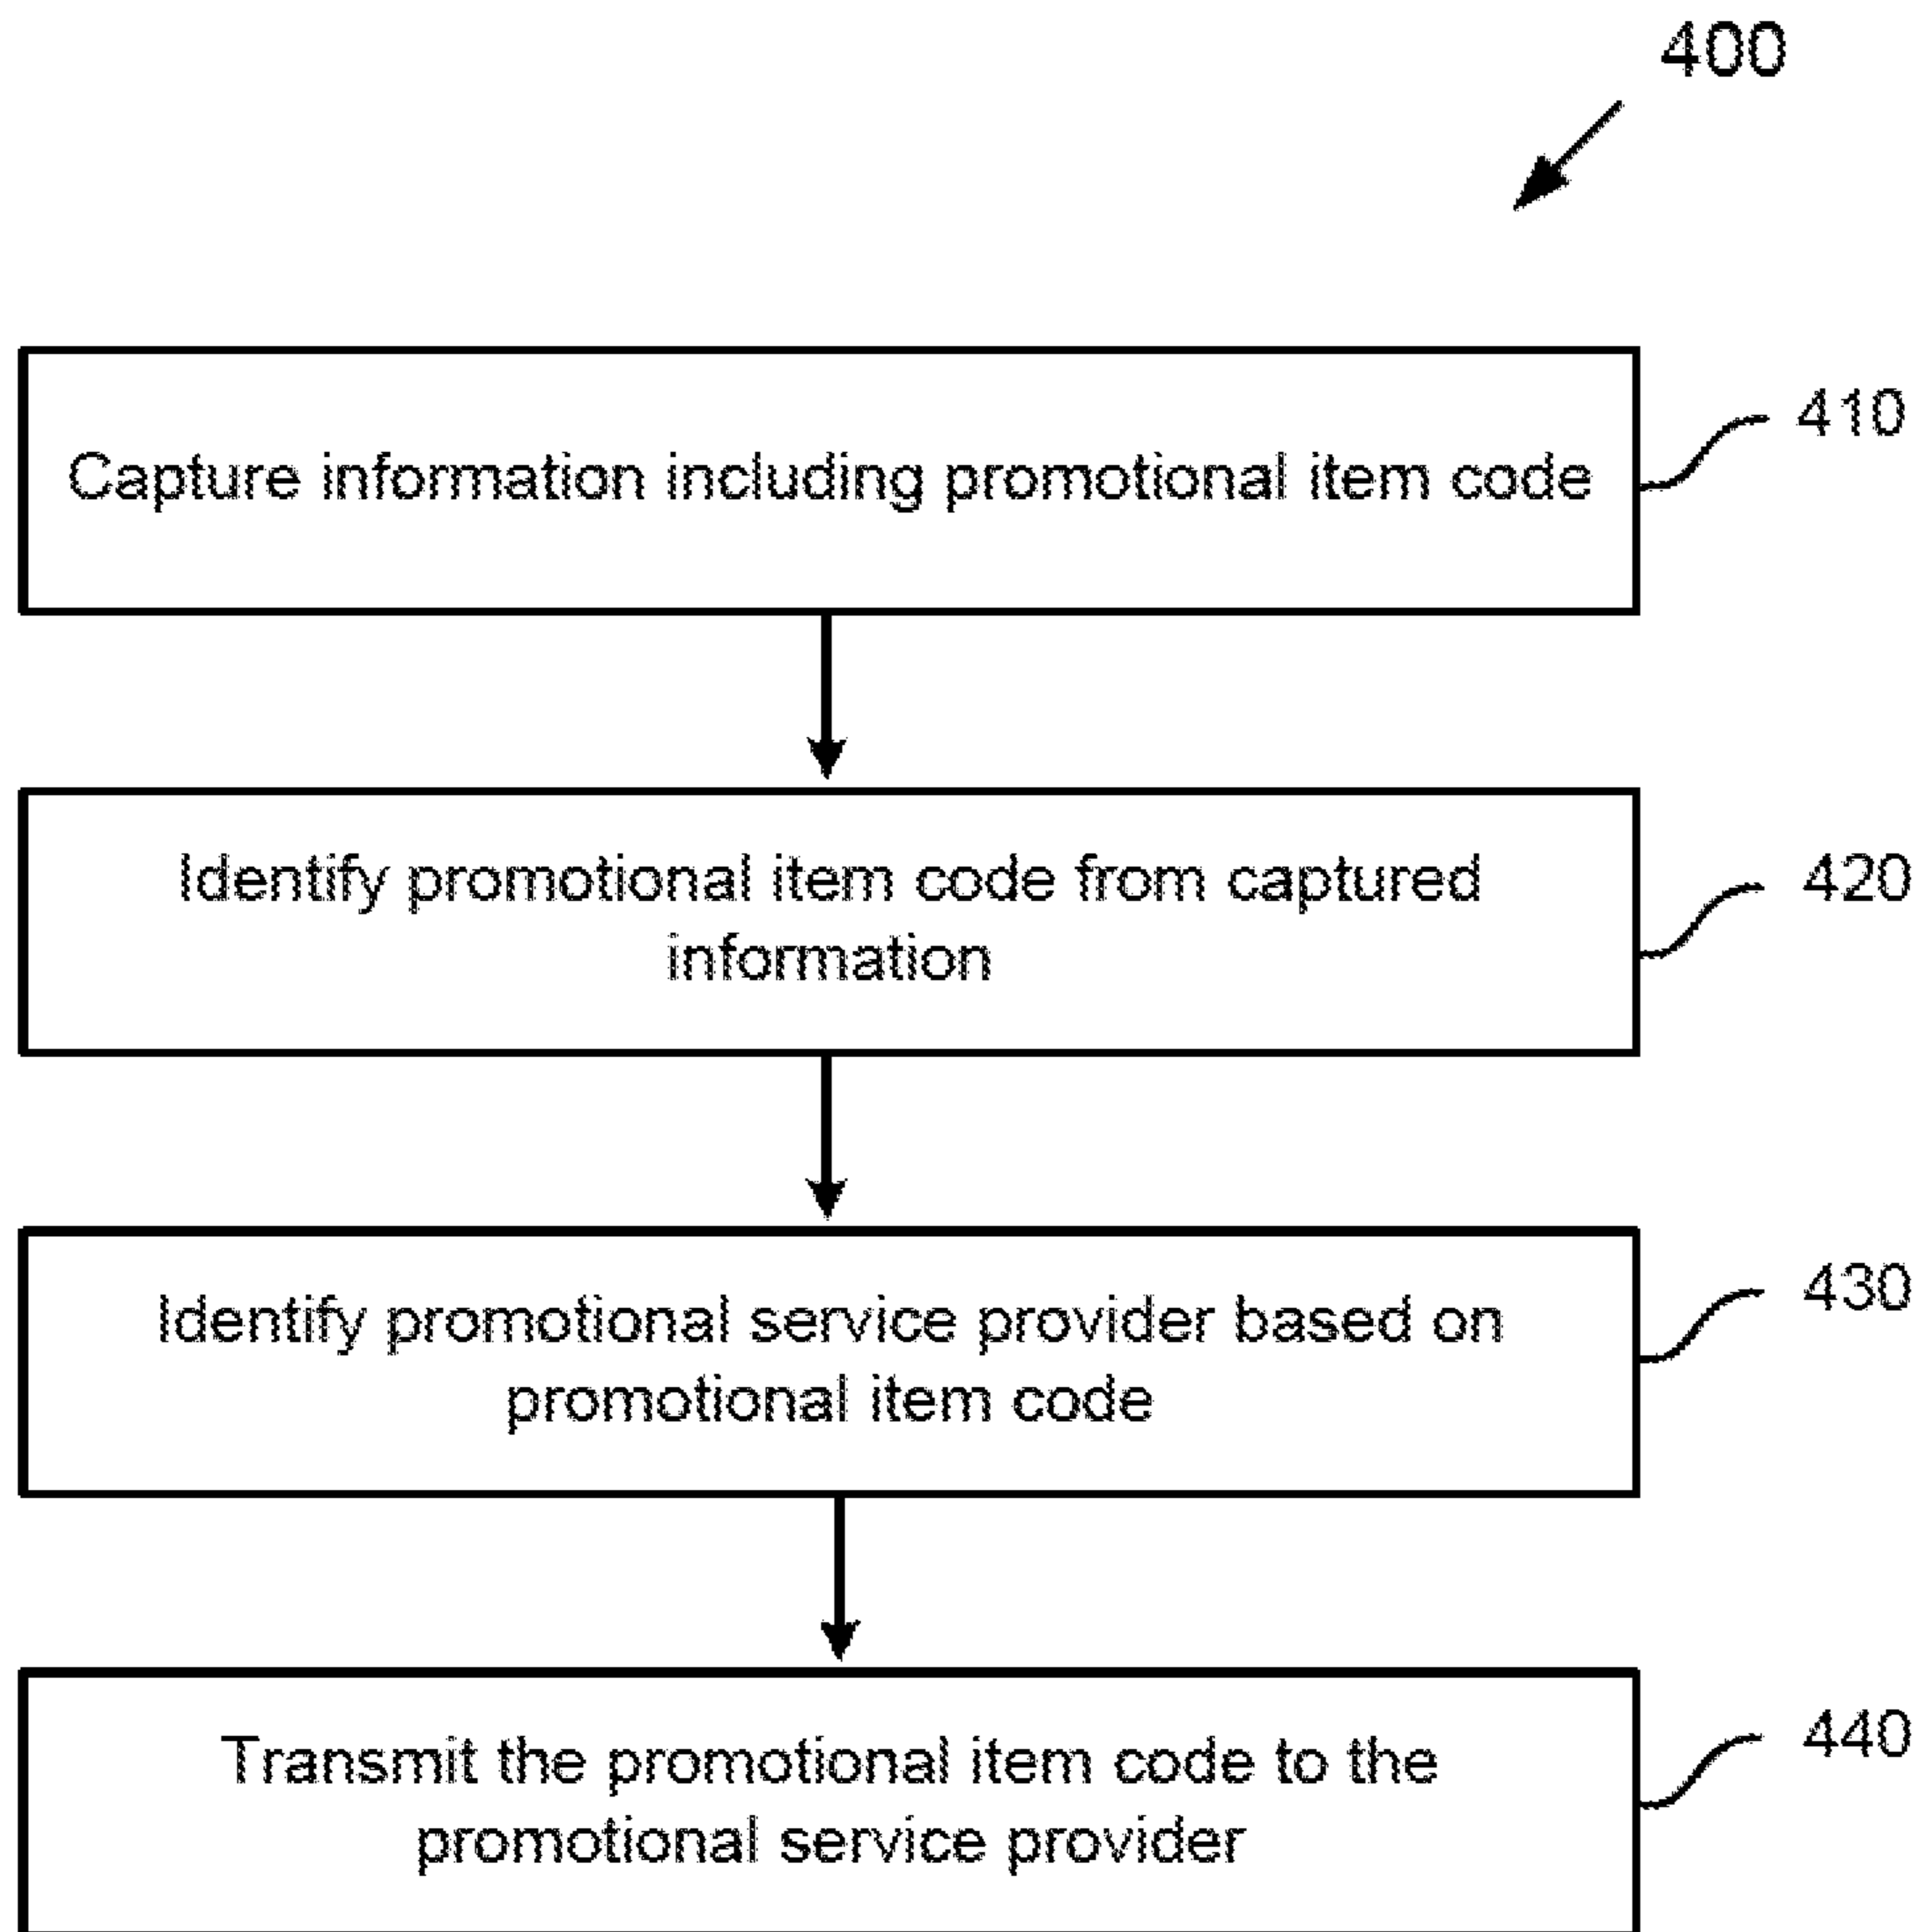 400
Capture information including promotional item code
410
Identify promotional item code from captured
information
420
Identify promotional service provider based on
promotional item code
430
Transmit the promotional item code to the
promotional service provider
440